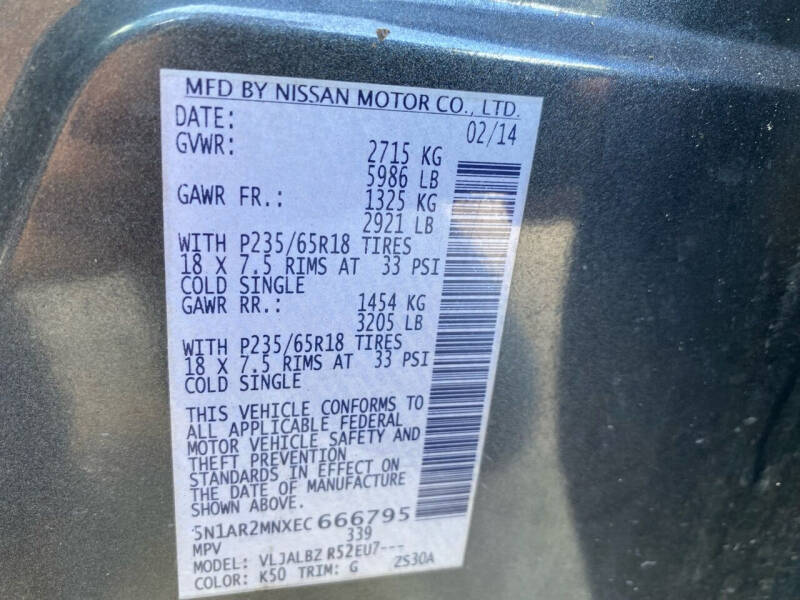 MFD BY NISSAN MOTOR CO., LTD.
DATE: 02/14
GVWR: 2715 KG
5986 LB
GAWR FR.: 1325 KG
2921 LB
WITH P235/65R18 TIRES
18 X 7.5 RIMS AT 33 PSI
COLD SINGLE
GAWR RR.: 1454 KG
3205 LB
WITH P235/65R18 TIRES
18 X 7.5 RIMS AT 33 PSI
COLD SINGLE
THIS VEHICLE CONFORMS TO
ALL APPLICABLE FEDERAL
MOTOR VEHICLE SAFETY AND
THEFT PREVENTION
STANDARDS IN EFFECT ON
THE DATE OF MANUFACTURE
SHOWN ABOVE.
5N1AR2MNXEC666795
MPV 339
MODEL: VLJALBZ R52EU7---
COLOR: K50 TRIM: G ZS30A